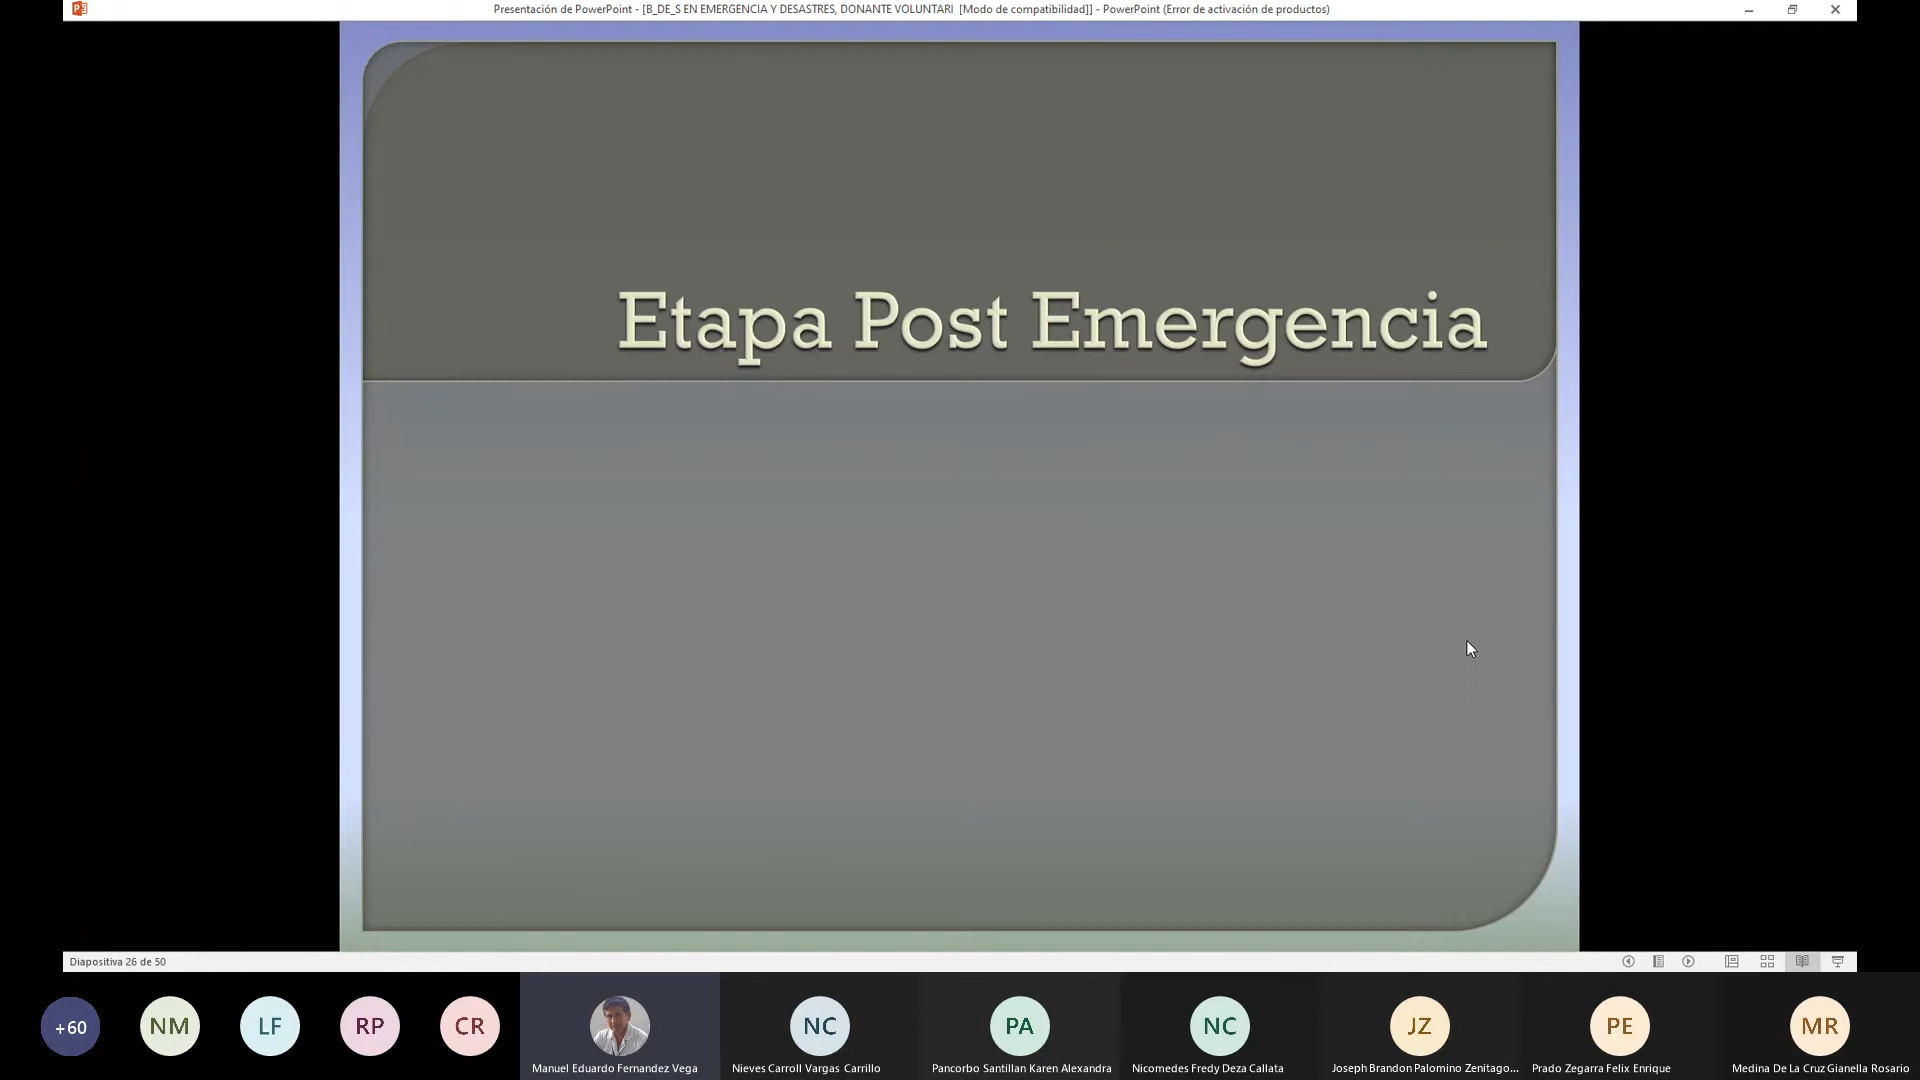 Presentación de PowerPoint - [B_DE_S EN EMERGENCIA Y DESASTRES, DONANTE VOLUNTARI [Modo de compatibilidad]] - PowerPoint (Error de activación de productos)
Etapa Post Emergencia
Diapositiva 26 de 50
+60
NM
LF
RP
CR
NC
PA
NC
JZ
PE
MR
Manuel Eduardo Fernandez Vega
Nieves Carroll Vargas Carrillo
Pancorbo Santillan Karen Alexandra
Nicomedes Fredy Deza Callata
Joseph Brandon Palomino Zenitago...
Prado Zegarra Felix Enrique
Medina De La Cruz Gianella Rosario